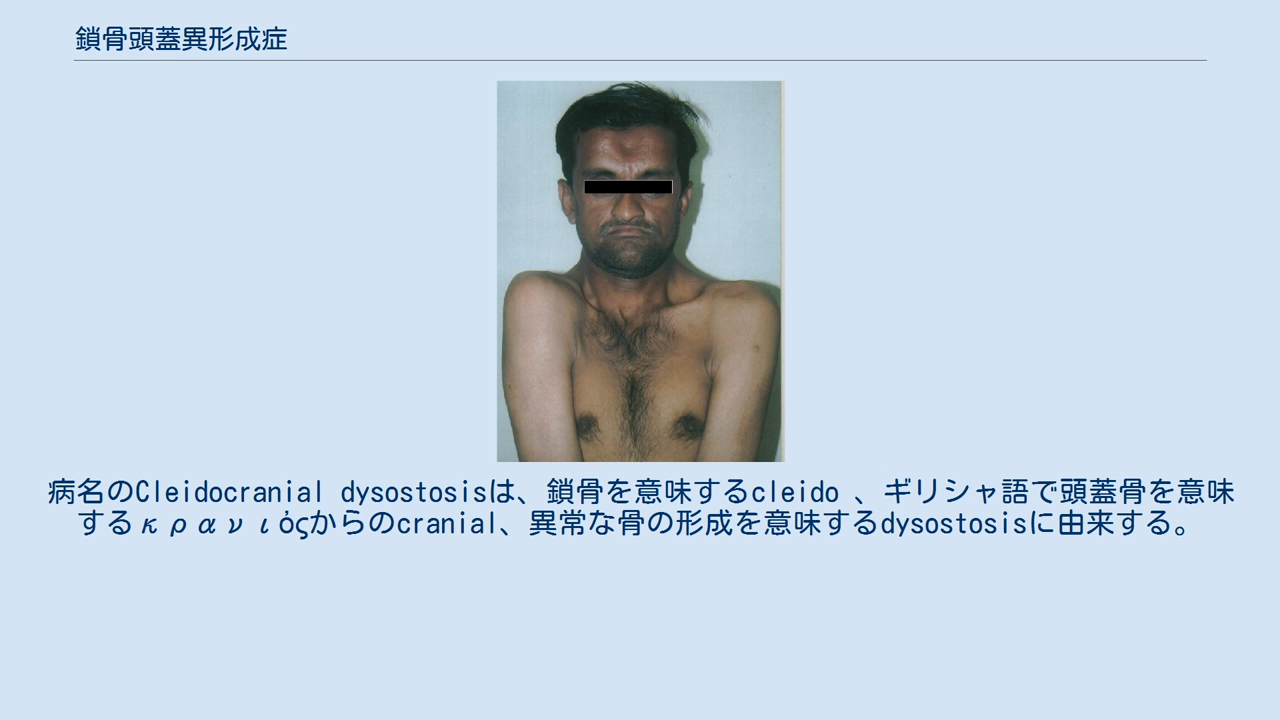 鎖骨頭蓋異形成症
病名のCleidocranial dysostosisは、鎖骨を意味するcleido 、ギリシャ語で頭蓋骨を意味
するκρανιὀςからのcranial、異常な骨の形成を意味するdysostosisに由来する。